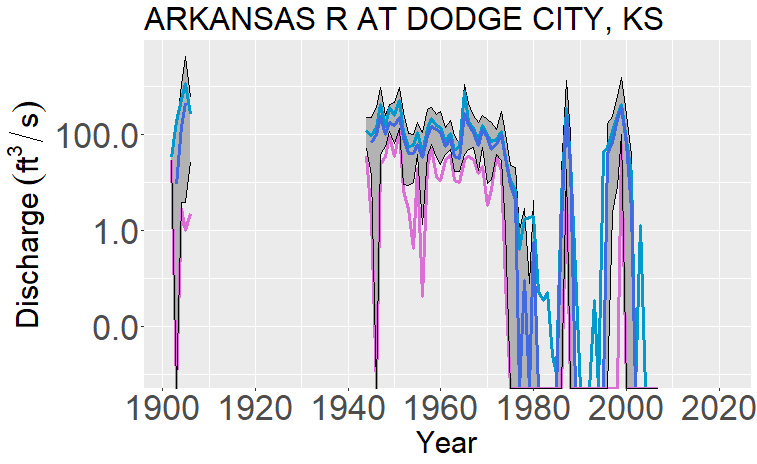 ARKANSAS R AT DODGE CITY, KS
Discharge (ft³/s)
100.0
1.0
0.0
1900 1920 1940 1960 1980 2000 2020
Year